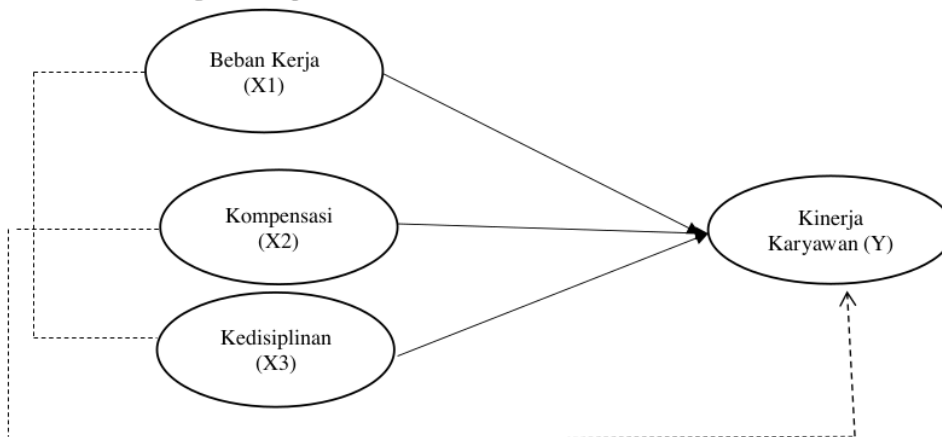 Beban Kerja
(X1)
Kompensasi
(X2)
Kedisiplinan
(X3)
Kinerja
Karyawan (Y)